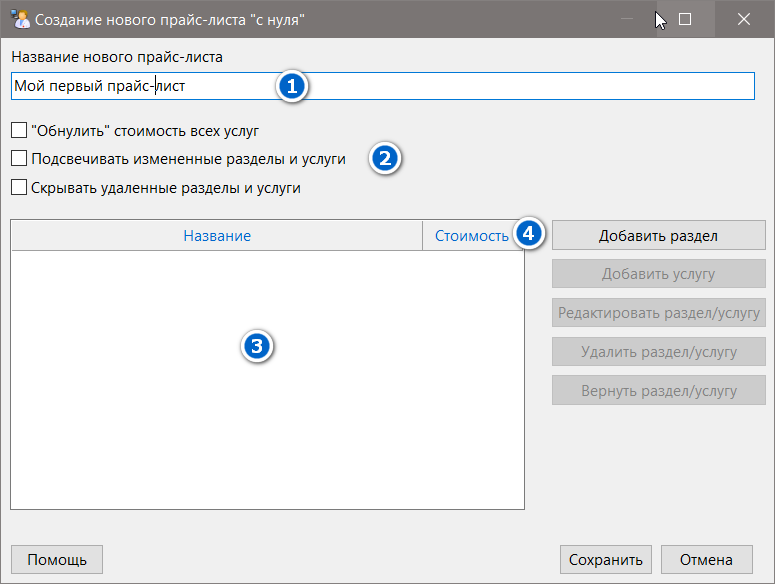 Создание нового прайс-листа "с нуля"
Название нового прайс-листа
Мой первый прайс-лист
1
"Обнулить" стоимость всех услуг
Подсвечивать измененные разделы и услуги
2
Скрывать удаленные разделы и услуги
Название
Стоимость
4
3
Добавить раздел
Добавить услугу
Редактировать раздел/услугу
Удалить раздел/услугу
Вернуть раздел/услугу
Помощь
Сохранить
Отмена